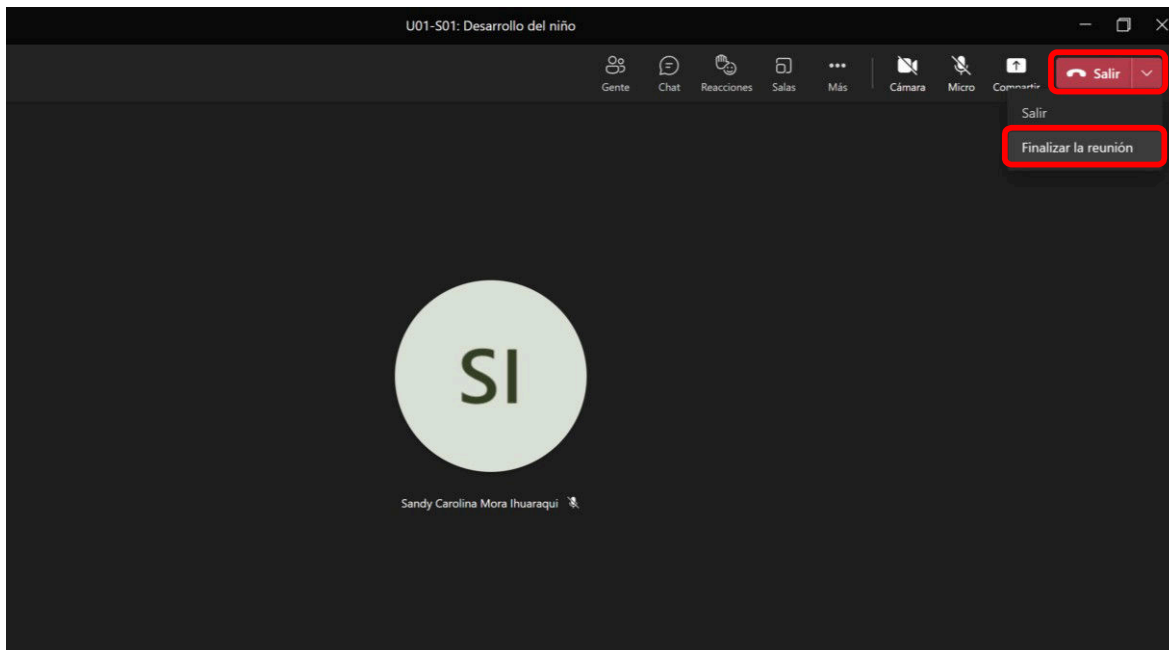 U01-S01: Desarrollo del niño
Gente Chat Reacciones Salas Más Cámara Micro Compartir Salir
Salir
Finalizar la reunión
SI
Sandy Carolina Mora Ihuaraqui